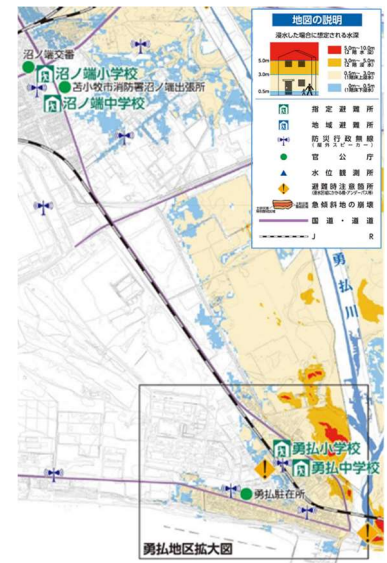 地図の説明
浸水した場合に想定される水深
5.0m
3.0m
0.5m
5.0m～10.0m
3.0m～5.0m
0.5m～3.0m
指定避難所
地域避難所
防災行政無線
(屋外スピーカー)
官公庁
水位観測所
避難時注意箇所
急傾斜地の崩壊
国道・道道
JR
沼ノ端交番
沼ノ端小学校
苫小牧市消防署沼ノ端出張所
沼ノ端中学校
勇払川
勇払小学校
勇払中学校
勇払駐在所
勇払地区拡大図